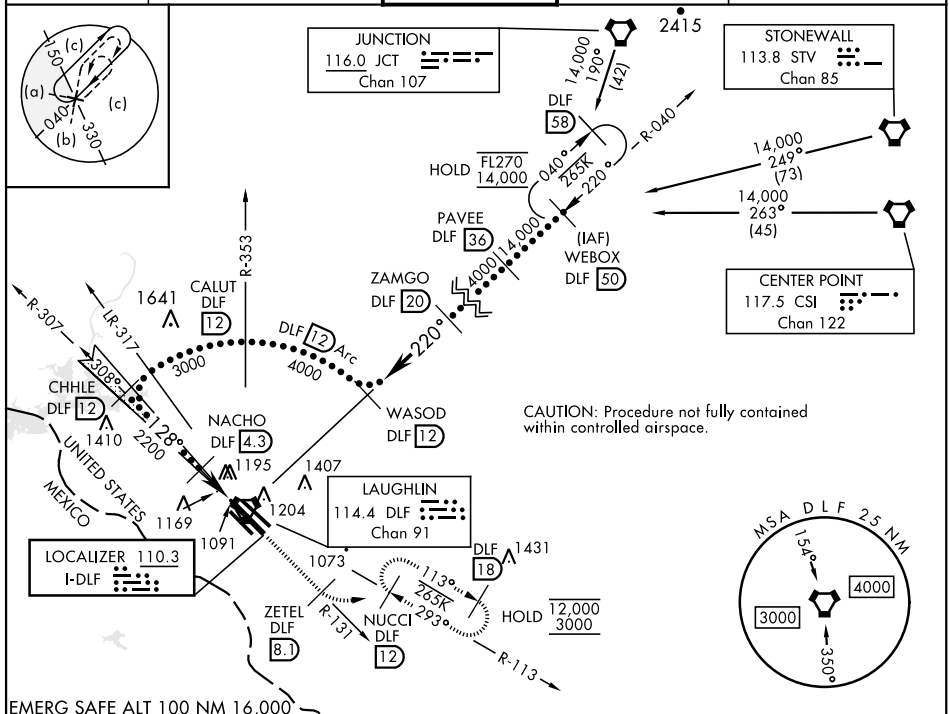 150
(c)
(a)
(c)
040
(b)
330
JUNCTION
116.0 JCT
Chan 107
14,000
190°
(42)
2415
STONEWALL
113.8 STV
Chan 85
DLF
58
R-040
HOLD
FL270
14,000
040°
265K
220°
14,000
249°
(73)
14,000
263°
(45)
PAVEE
DLF 36
4000
14,000
(IAF)
WEBOX
DLF 50
CENTER POINT
117.5 CSI
Chan 122
ZAMGO
DLF 20
220°
R-353
CALUT
DLF
12
1641
R-307
LR-317
DLF 12 Arc
3000
4000
308°
CHHLE
DLF 12
1410
128°
2200
NACHO
DLF 4.3
WASOD
DLF 12
CAUTION: Procedure not fully contained
within controlled airspace.
UNITED STATES
MEXICO
1195
1407
1169
1204
1091
LAUGHLIN
114.4 DLF
Chan 91
LOCALIZER 110.3
I-DLF
1073
DLF
18
1431
113°
265K
293°
HOLD
12,000
3000
ZETEL
DLF
8.1
R-131
NUCCI
DLF
12
R-113
MSA DLF 25 NM
154°
4000
3000
350°
EMERG SAFE ALT 100 NM 16,000